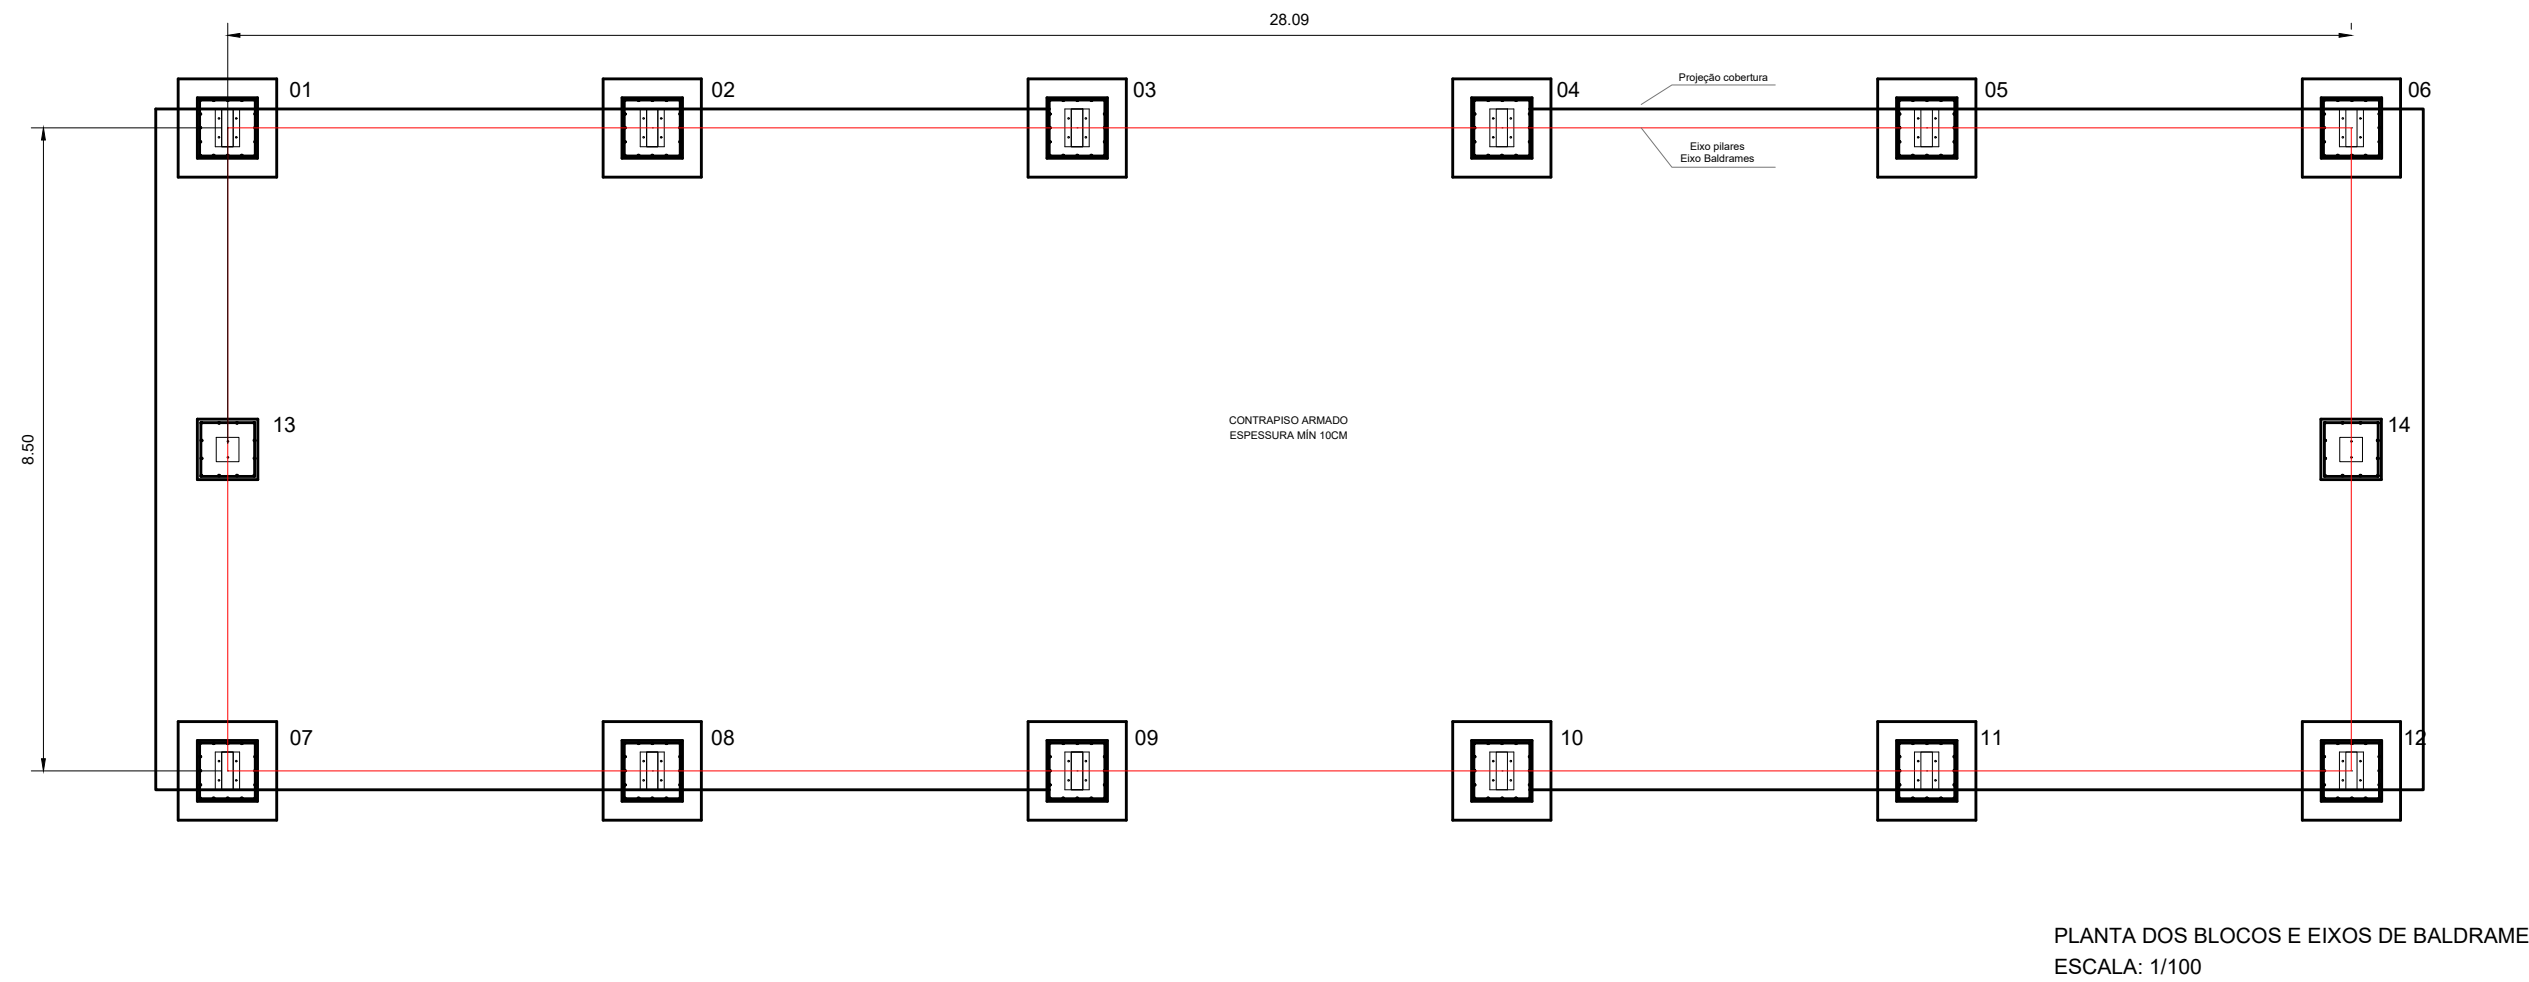 28.09
01
02
03
04
Projeção cobertura
05
06
Eixo pilares
Eixo Baldrames
8.50
13
CONTRAPISO ARMADO
ESPESSURA MÍN 10CM
14
07
08
09
10
11
12
PLANTA DOS BLOCOS E EIXOS DE BALDRAME
ESCALA: 1/100